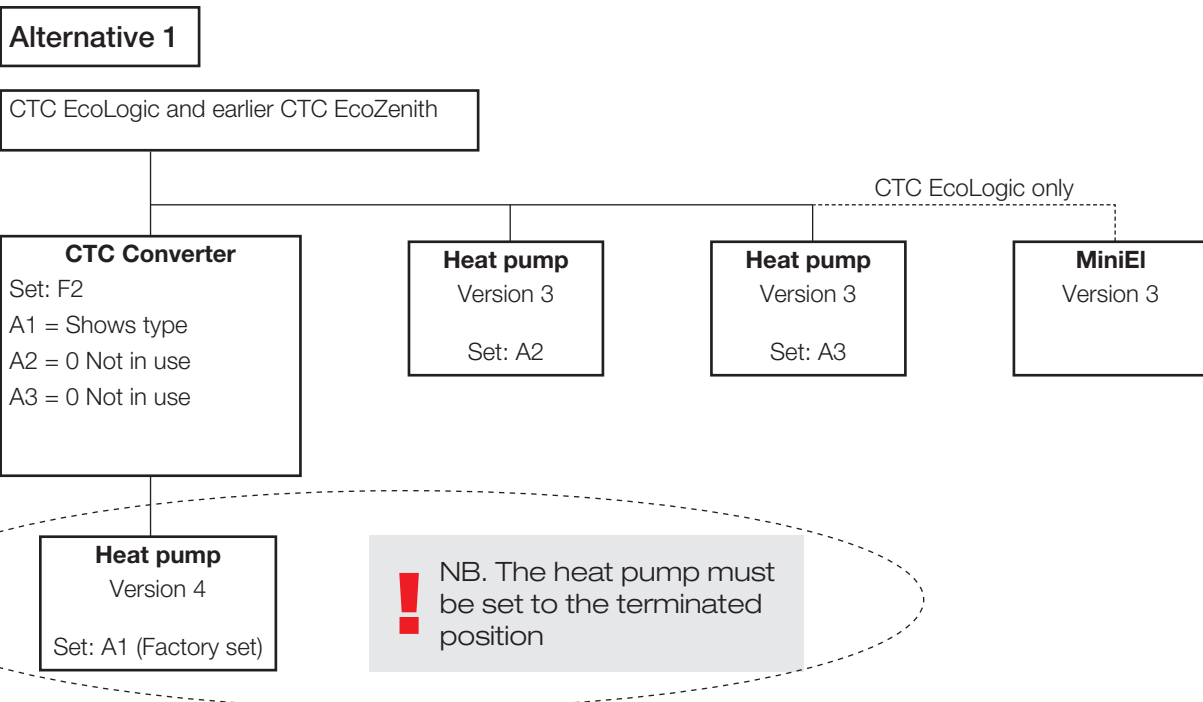 Alternative 1
CTC EcoLogic and earlier CTC EcoZenith
CTC EcoLogic only
CTC Converter
Set: F2
A1 = Shows type
A2 = 0 Not in use
A3 = 0 Not in use
Heat pump
Version 3
Set: A2
Heat pump
Version 3
Set: A3
MiniEl
Version 3
Heat pump
Version 4
Set: A1 (Factory set)
!
NB. The heat pump must
be set to the terminated
position